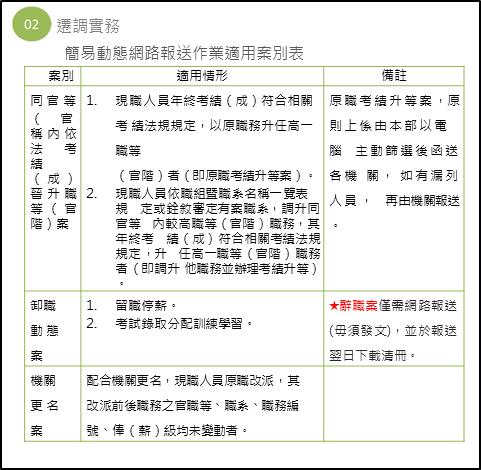 02 遷調實務
簡易動態網路報送作業適用案別表
案別 適用情形 備註
同官等
（官
稱內依
法考
績
（成）
晉升職
等（官
階）案
1. 現職人員年終考績（成）符合相關
考 績法規規定，以原職務升任高一
職等
（官階）者（即原職考績升等案）。
2. 現職人員依職組暨職系名稱一覽表
規 定或銓敘審定有案職系，調升同
官等 內較高職等（官階）職務，其
年終考 績（成）符合相關考績法規
規定，升 任高一職等（官階）職務
者（即調升 他職務並辦理考績升等）
。
原職考績升等案，原
則上係由本部以電
腦 主動篩選後函送
各機 關，如有漏列
人員， 再由機關報送
。
卸職
動態
案
1. 留職停薪。
2. 考試錄取分配訓練學習。
★辭職案僅需網路報送
(毋須發文)，並於報送
翌日下載清冊。
機關
更名
案
配合機關更名，現職人員原職改派，其
改派前後職務之官職等、職系、職務編
號、俸（薪）級均未變動者。